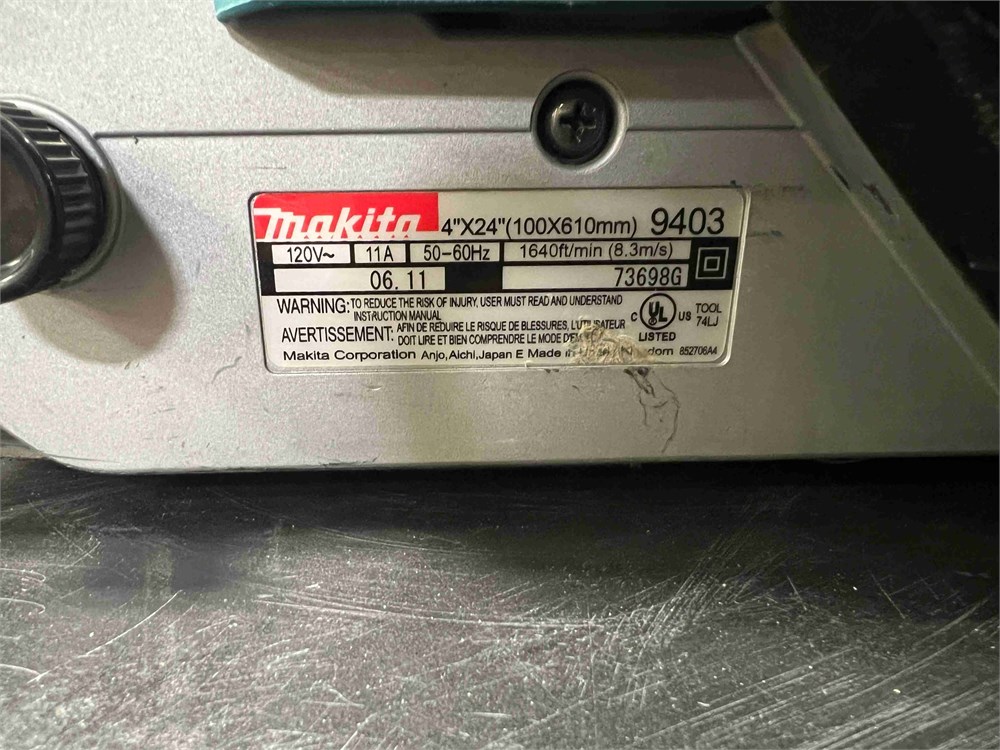 makita 4"X24"(100X610mm) 9403
120V~ 11A 50-60Hz 1640ft/min (8.3m/s)
06.11 73698G
WARNING: TO REDUCE THE RISK OF INJURY, USER MUST READ AND UNDERSTAND
INSTRUCTION MANUAL
AVERTISSEMENT: AFIN DE REDUIRE LE RISQUE DE BLESSURES, L'UTILISATEUR
DOIT LIRE ET BIEN COMPRENDRE LE MODE
C UL US
LISTED
TOOL
74LJ
Makita Corporation Anjo,Aichi,Japan E Made in 852706A4